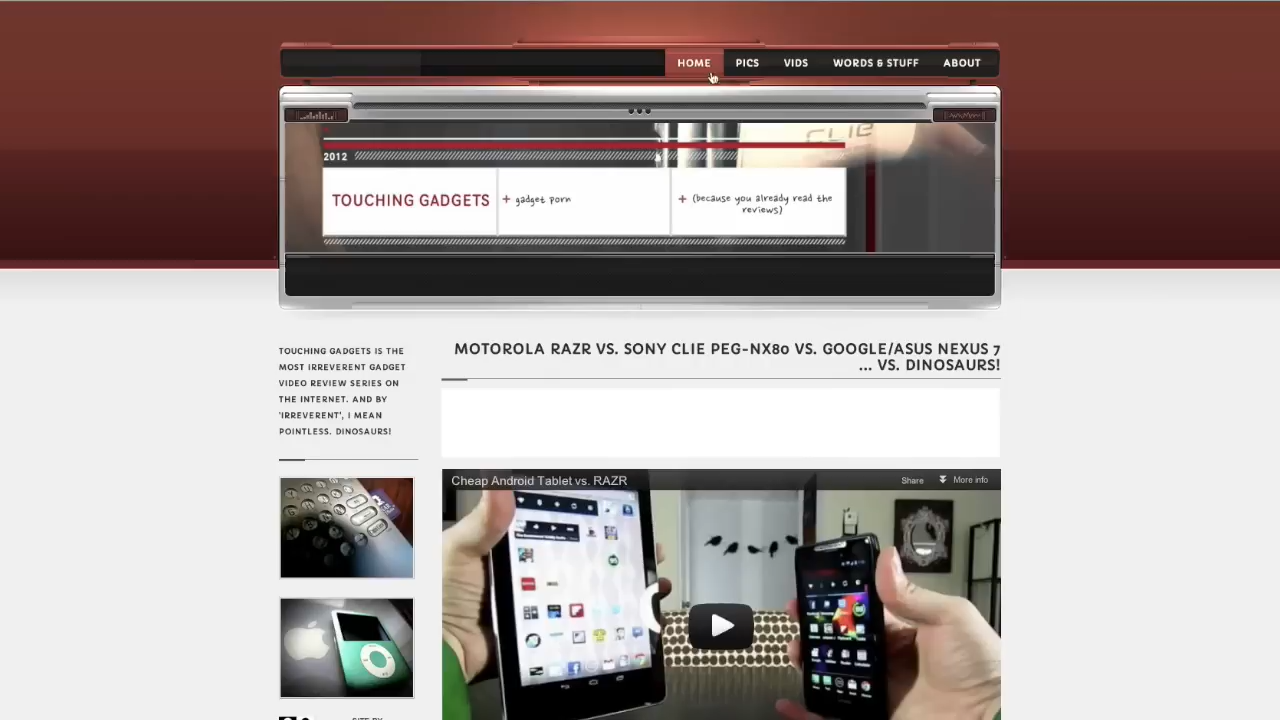 HOME PICS VIDS WORDS & STUFF ABOUT
CLIE
2012
TOUCHING GADGETS
+ gadget porn
+ (because you already read the
reviews)
TOUCHING GADGETS IS THE
MOST IRREVERENT GADGET
VIDEO REVIEW SERIES ON
THE INTERNET. AND BY
'IRREVERENT', I MEAN
POINTLESS. DINOSAURS!
MOTOROLA RAZR VS. SONY CLIE PEG-NX80 VS. GOOGLE/ASUS NEXUS 7
... VS. DINOSAURS!
Cheap Android Tablet vs. RAZR
Share
More info
SITE BY